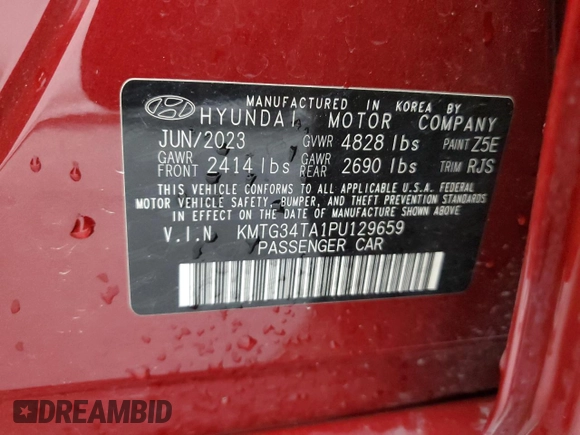 MANUFACTURED IN KOREA BY
HYUNDAI MOTOR COMPANY
JUN/2023 GVWR 4828 lbs PAINT Z5E
GAWR FRONT 2414 lbs GAWR REAR 2690 lbs TRIM RJS
THIS VEHICLE CONFORMS TO ALL APPLICABLE U.S.A. FEDERAL
MOTOR VEHICLE SAFETY, BUMPER, AND THEFT PREVENTION STANDARDS
IN EFFECT ON THE DATE OF MANUFACTURE SHOWN ABOVE.
V.I.N KMTG34TA1PU129659
PASSENGER CAR
DREAMBID